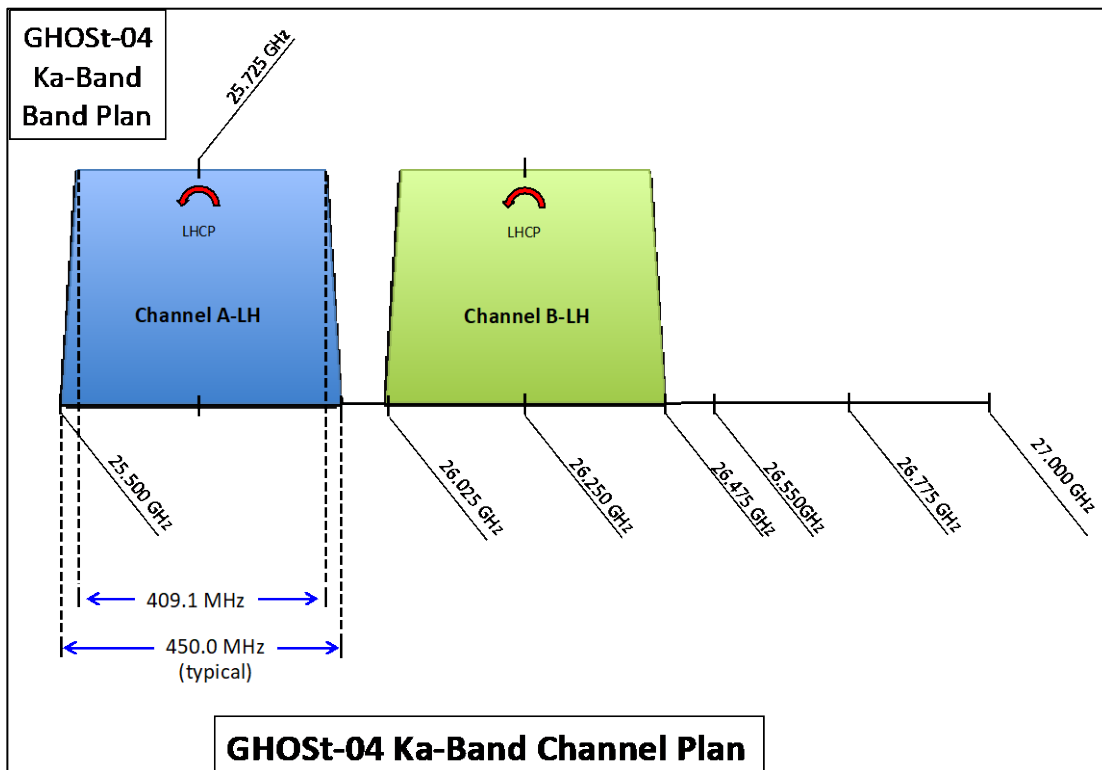 GHOSt-04
Ka-Band
Band Plan
25.725 GHz
LHCP
LHCP
Channel A-LH
Channel B-LH
25.500 GHz
26.025 GHz
26.250 GHz
26.475 GHz
26.550GHz
26.775 GHz
27.000 GHz
409.1 MHz
450.0 MHz
(typical)
GHOSt-04 Ka-Band Channel Plan